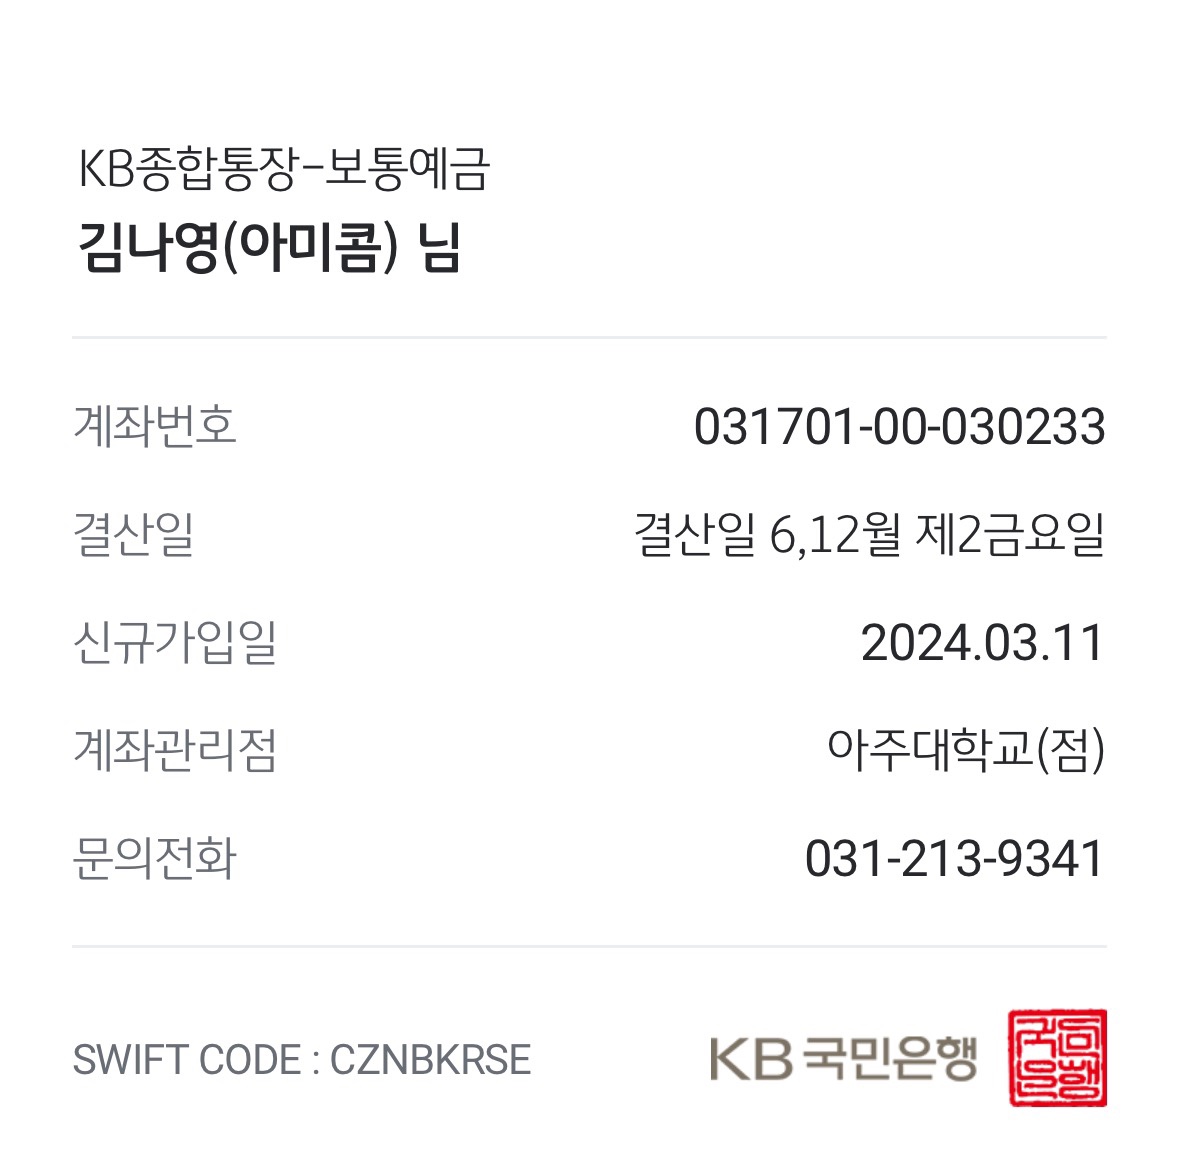 KB종합통장-보통예금
김나영(아미콤) 님
계좌번호 031701-00-030233
결산일 결산일 6,12월 제2금요일
신규가입일 2024.03.11
계좌관리점 아주대학교(점)
문의전화 031-213-9341
SWIFT CODE : CZNBKRSE KB국민은행
국민은행